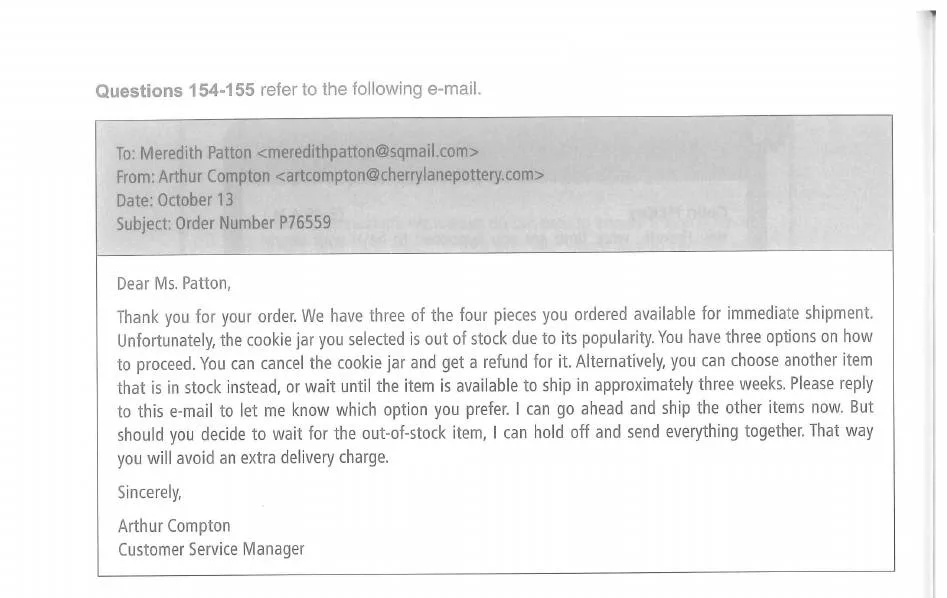 Questions 154-155 refer to the following e-mail.
To: Meredith Patton <meredithpatton@sqmail.com>
From: Arthur Compton <artcompton@cherrylanepottery.com>
Date: October 13
Subject: Order Number P76559
Dear Ms. Patton,
Thank you for your order. We have three of the four pieces you ordered available for immediate shipment.
Unfortunately, the cookie jar you selected is out of stock due to its popularity. You have three options on how
to proceed. You can cancel the cookie jar and get a refund for it. Alternatively, you can choose another item
that is in stock instead, or wait until the item is available to ship in approximately three weeks. Please reply
to this e-mail to let me know which option you prefer. I can go ahead and ship the other items now. But
should you decide to wait for the out-of-stock item, I can hold off and send everything together. That way
you will avoid an extra delivery charge.
Sincerely,
Arthur Compton
Customer Service Manager